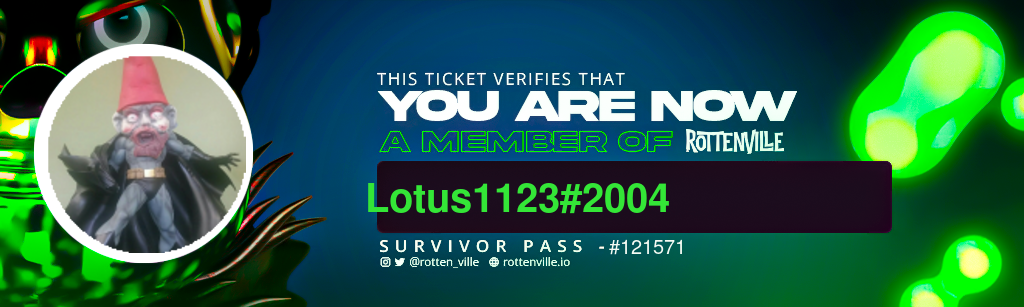 THIS TICKET VERIFIES THAT
YOU ARE NOW
A MEMBER OF ROTTENVILLE
Lotus1123#2004
SURVIVOR PASS - #121571
@rotten_ville rottenville.io